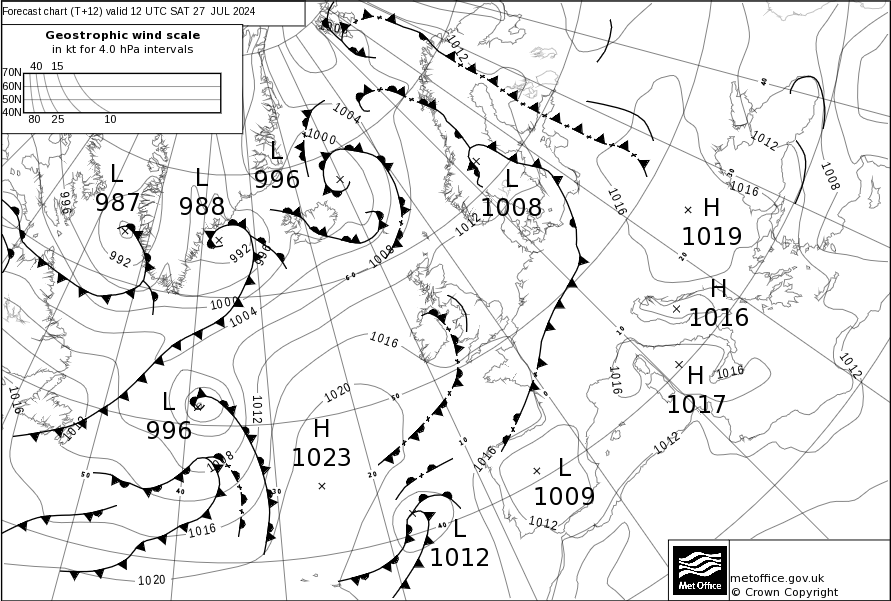 Forecast chart (T+12) valid 12 UTC SAT 27 JUL 2024
Geostrophic wind scale
in kt for 4.0 hPa intervals
40 15
70N
60N
50N
40N
80 25 10
1012
40
1004
1000
L
996
1012
1008
L
987
L
988
996
L
1008
30
1016
1016
H
1019
1012
992
992
996
1008
60
20
1000
1004
H
1016
1016
10
1016
1012
1016
1020
50
0
1016
H
1017
1016
1012
L
996
1012
H
1023
1012
1008
50
40
30
20
10
1016
L
1009
1012
1016
40
L
1012
1020
Met Office
metoffice.gov.uk
© Crown Copyright